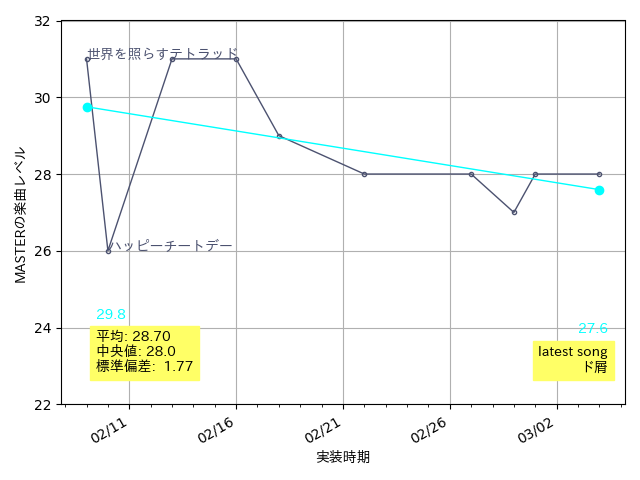 32
30
28
26
24
22
MASTERの楽曲レベル
世界を照らすテトラッド
ハッピーチートデー
29.8
平均: 28.70
中央値: 28.0
標準偏差: 1.77
27.6
latest song
ド屑
02/11
02/16
02/21
02/26
03/02
実装時期